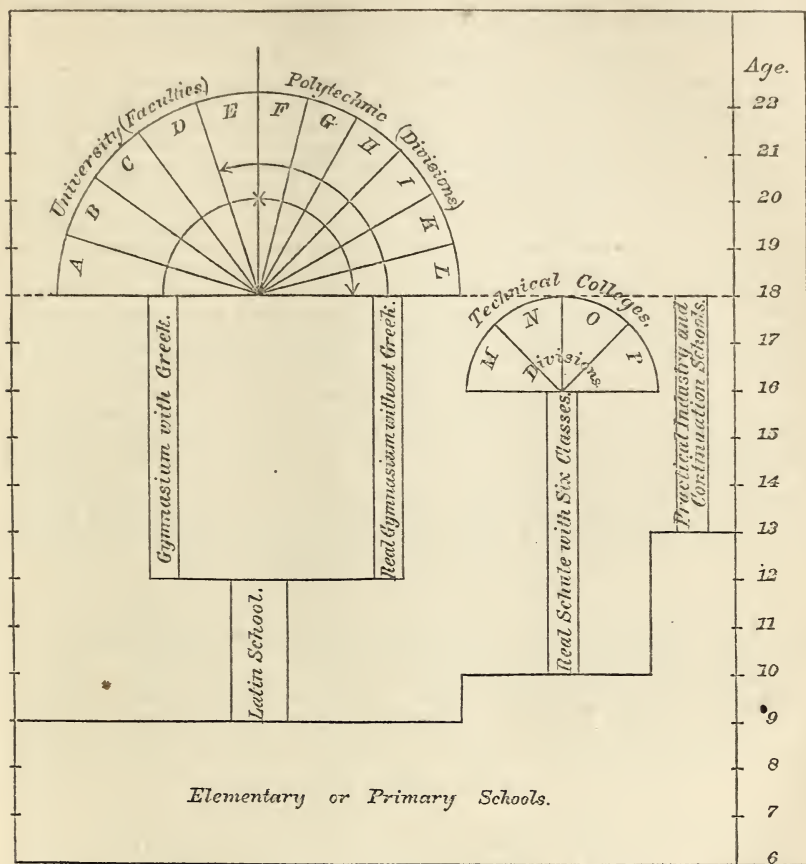 Age.
22
21
20
19
18
17
16
15
14
13
12
11
10
9
8
7
6
University (Faculties)
Polytechnic (Divisions)
A
B
C
D
E
F
G
H
I
K
L
Technical Colleges.
M
N
O
P
Divisions
Gymnasium with Greek.
Real Gymnasium without Greek.
Latin School.
Real Schule with Six Classes.
Practical Industry and
Continuation Schools.
Elementary or Primary Schools.